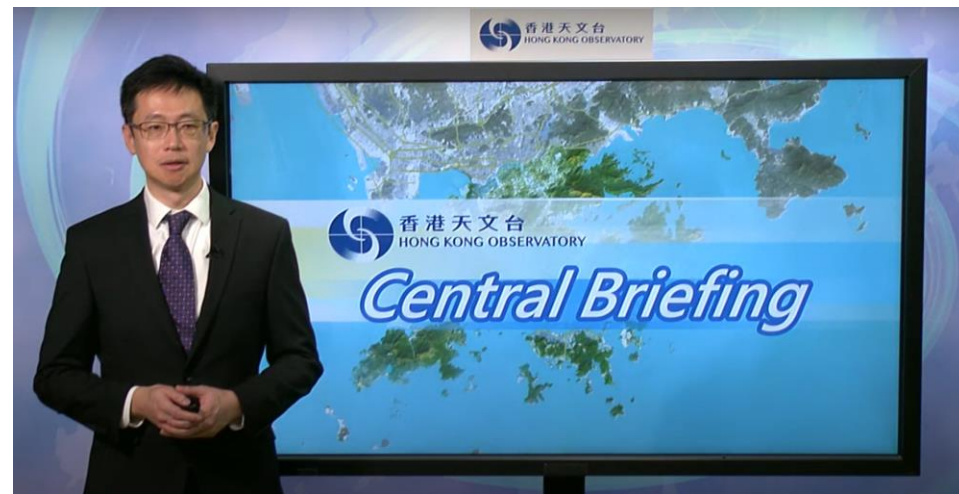 香港天文台
HONG KONG OBSERVATORY
香港天文台
HONG KONG OBSERVATORY
Central Briefing